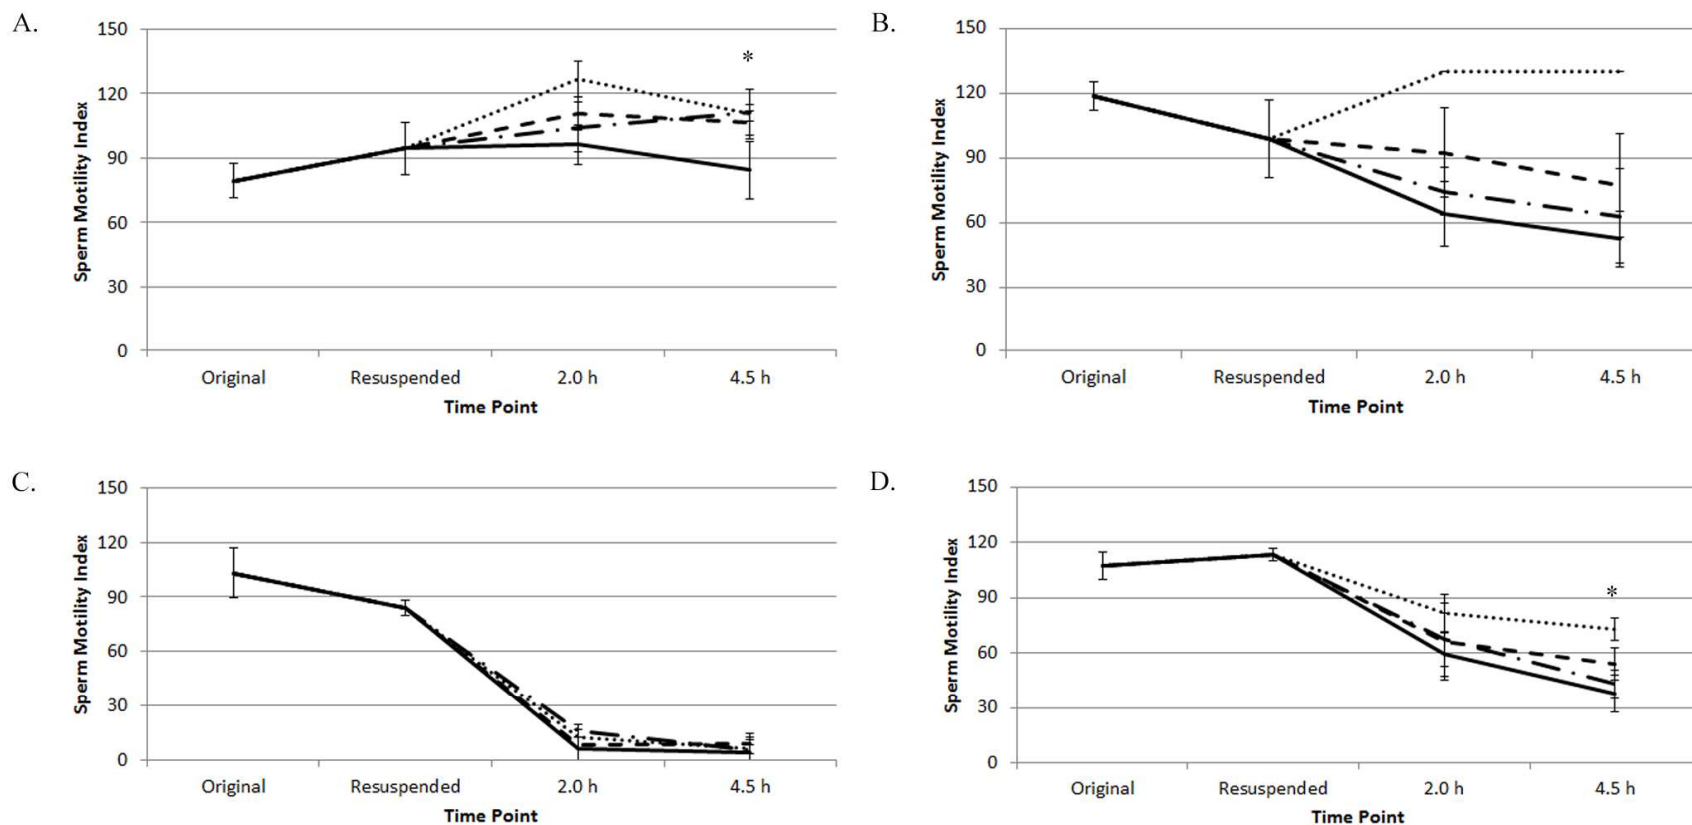 A.
150
120
90
60
30
0
Sperm Motility Index
*
Original Resuspended 2.0 h 4.5 h
Time Point
B.
150
120
90
60
30
0
Sperm Motility Index
Original Resuspended 2.0 h 4.5 h
Time Point
C.
150
120
90
60
30
0
Sperm Motility Index
Original Resuspended 2.0 h 4.5 h
Time Point
D.
150
120
90
60
30
0
Sperm Motility Index
*
Original Resuspended 2.0 h 4.5 h
Time Point